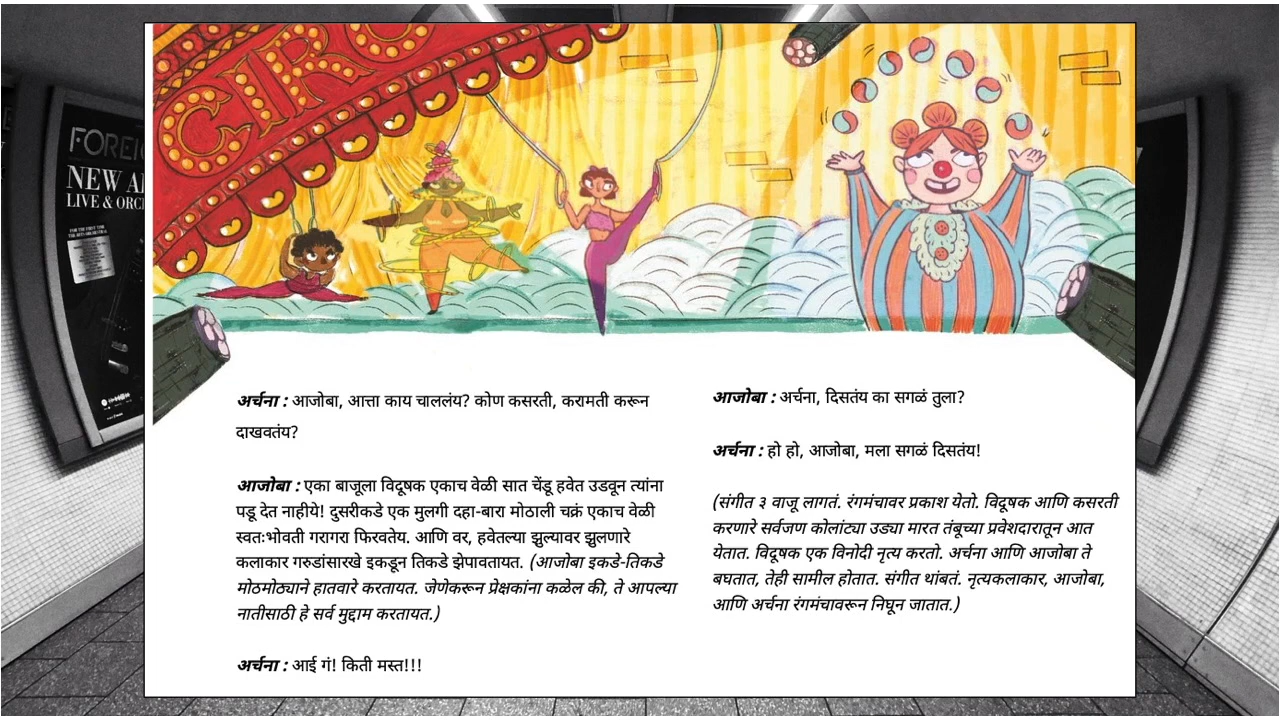 CIRC
FOREI
NEW A
LIVE & ORC
अर्चना : आजोबा, आत्ता काय चाललंय? कोण कसरती, करामती करून
दाखवतंय?
आजोबा : एका बाजूला विदूषक एकाच वेळी सात चेंडू हवेत उडवून त्यांना
पडू देत नाहीये! दुसरीकडे एक मुलगी दहा-बारा मोठाली चक्रं एकाच वेळी
स्वतःभोवती गरागरा फिरवतेय. आणि वर, हवेतल्या झुल्यावर झुलणारे
कलाकार गरुडांसारखे इकडून तिकडे झेपावतायत. (आजोबा इकडे-तिकडे
मोठमोठ्याने हातवारे करतायत. जेणेकरून प्रेक्षकांना कळेल की, ते आपल्या
नातीसाठी हे सर्व मुद्दाम करतायत.)
अर्चना : आई गं! किती मस्त!!!
आजोबा : अर्चना, दिसतंय का सगळं तुला?
अर्चना : हो हो, आजोबा, मला सगळं दिसतंय!
(संगीत ३ वाजू लागतं. रंगमंचावर प्रकाश येतो. विदूषक आणि कसरती
करणारे सर्वजण कोलांट्या उड्या मारत तंबूच्या प्रवेशदारातून आत
येतात. विदूषक एक विनोदी नृत्य करतो. अर्चना आणि आजोबा ते
बघतात, तेही सामील होतात. संगीत थांबतं. नृत्यकलाकार, आजोबा,
आणि अर्चना रंगमंचावरून निघून जातात.)